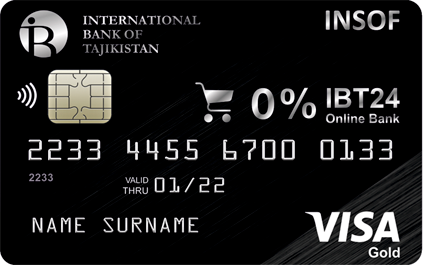 INTERNATIONAL
BANK OF
TAJIKISTAN
INSOF
0% IBT24
Online Bank
2233 4455 6700 0133
2233
VALID
THRU 01/22
NAME SURNAME
VISA
Gold